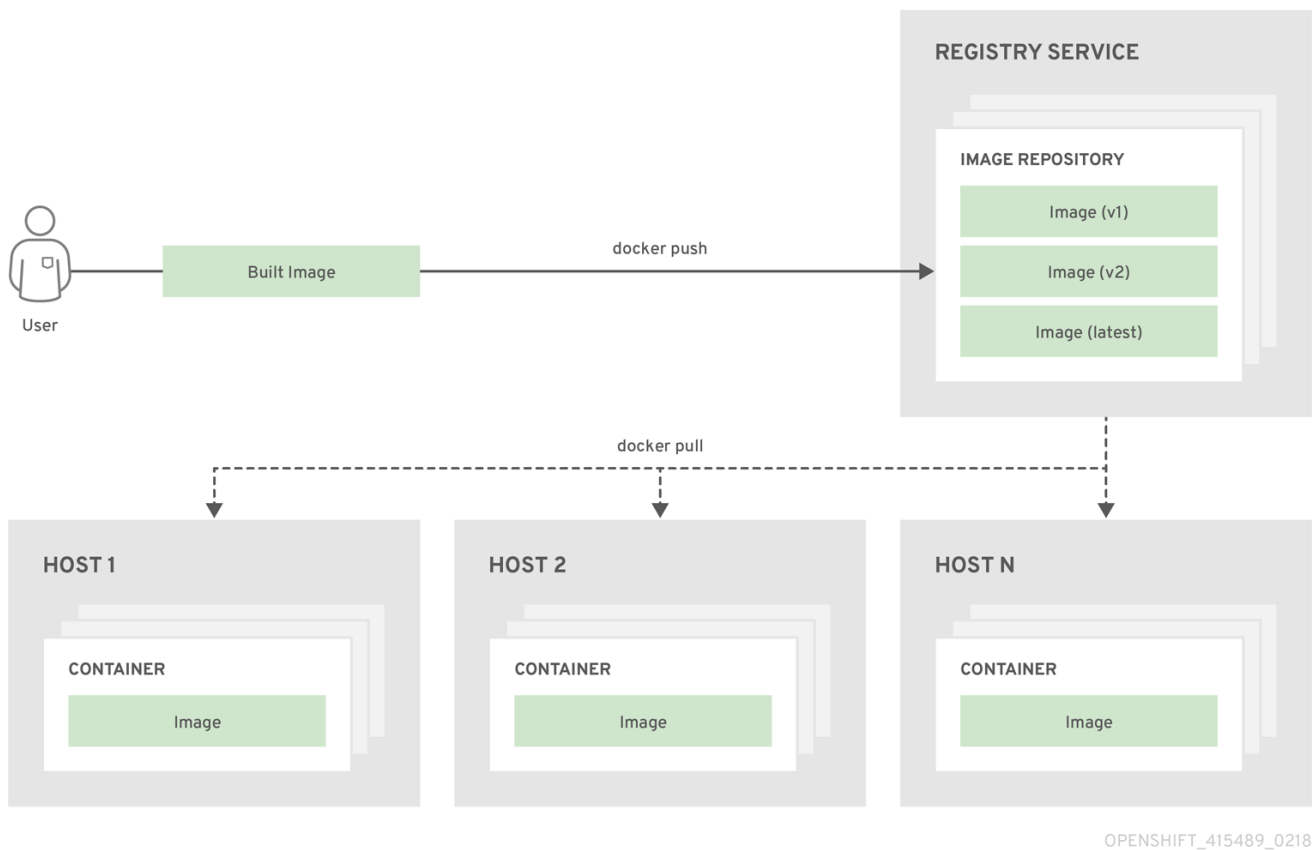 REGISTRY SERVICE
IMAGE REPOSITORY
Image (v1)
Image (v2)
Image (latest)
docker push
Built Image
User
docker pull
HOST 1
CONTAINER
Image
HOST 2
CONTAINER
Image
HOST N
CONTAINER
Image
OPENSHIFT_415489_0218